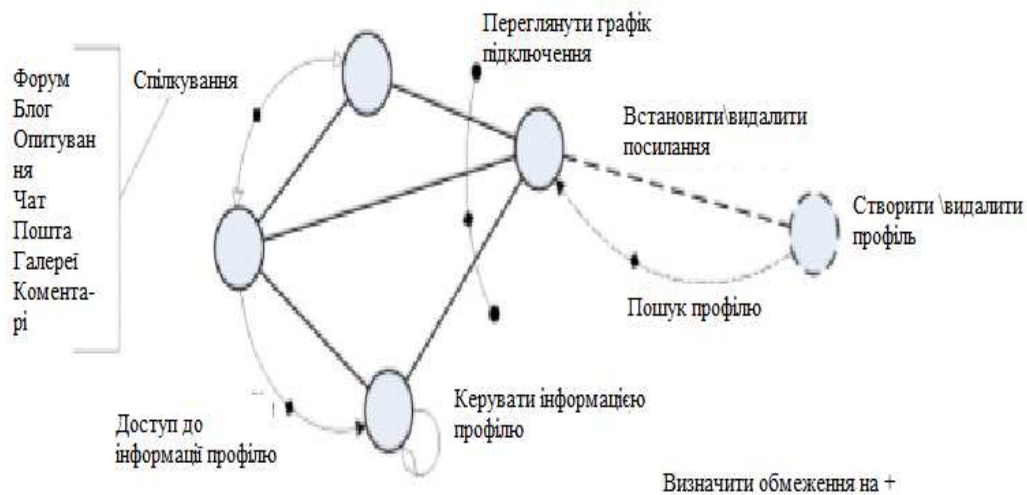 Форум
Блог
Опитуван
ня
Чат
Пошта
Галереї
Комента-
рі
Спілкування
Переглянути графік
підключення
Встановити\видалити
посилання
Створити \видалити
профіль
Пошук профілю
Керувати інформацією
профілю
Доступ до
інформації профілю
Визначити обмеження на +